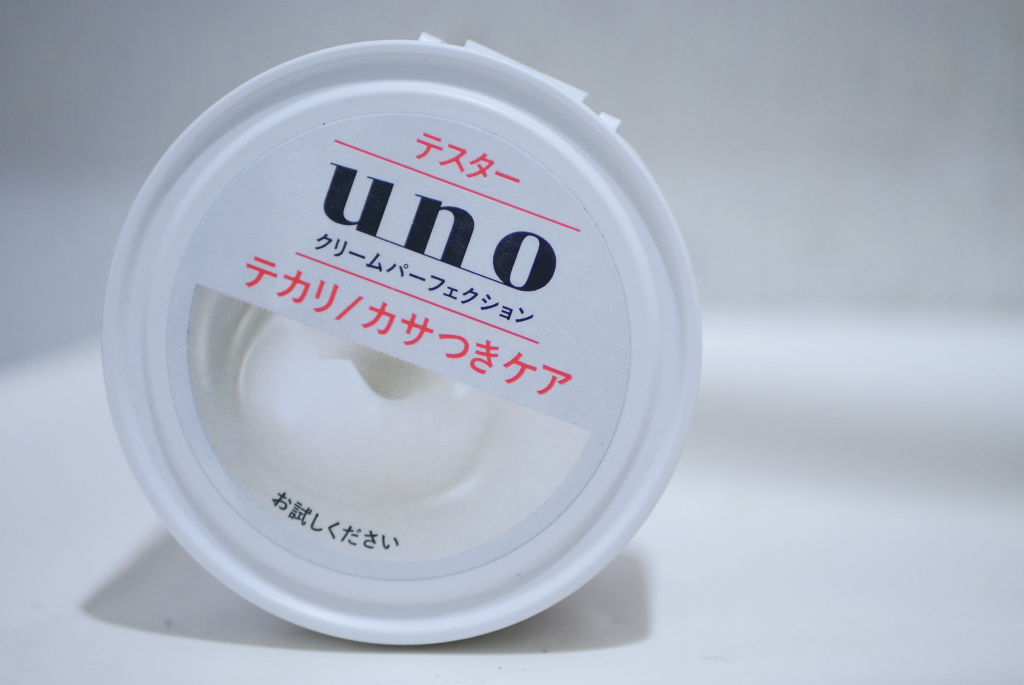 テスター
uno
クリームパーフェクション
テカリ/カサつきケア
お試しください